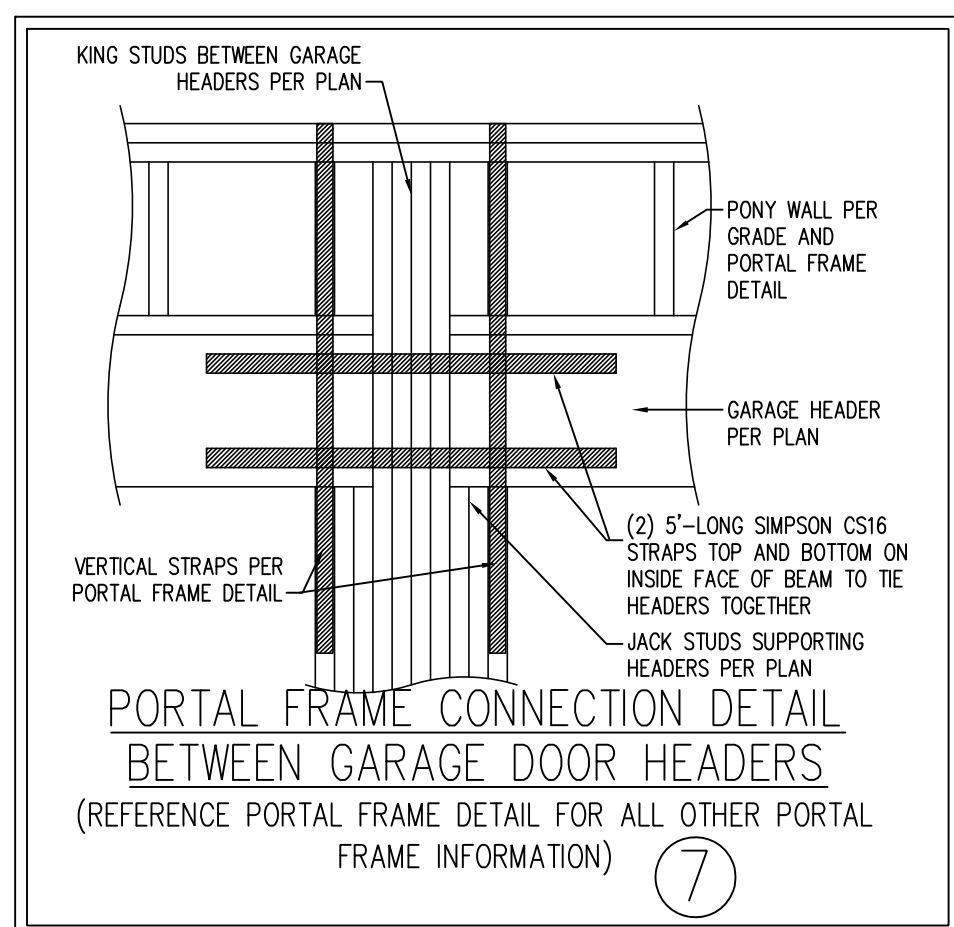 KING STUDS BETWEEN GARAGE
HEADERS PER PLAN
PONY WALL PER
GRADE AND
PORTAL FRAME
DETAIL
GARAGE HEADER
PER PLAN
(2) 5'-LONG SIMPSON CS16
STRAPS TOP AND BOTTOM ON
INSIDE FACE OF BEAM TO TIE
HEADERS TOGETHER
VERTICAL STRAPS PER
PORTAL FRAME DETAIL
JACK STUDS SUPPORTING
HEADERS PER PLAN
PORTAL FRAME CONNECTION DETAIL
BETWEEN GARAGE DOOR HEADERS
(REFERENCE PORTAL FRAME DETAIL FOR ALL OTHER PORTAL
FRAME INFORMATION)
7